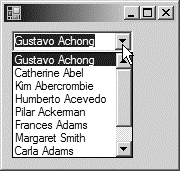 Gustavo Achong
Gustavo Achong
Catherine Abel
Kim Abercrombie
Humberto Acevedo
Pilar Ackerman
Frances Adams
Margaret Smith
Carla Adams